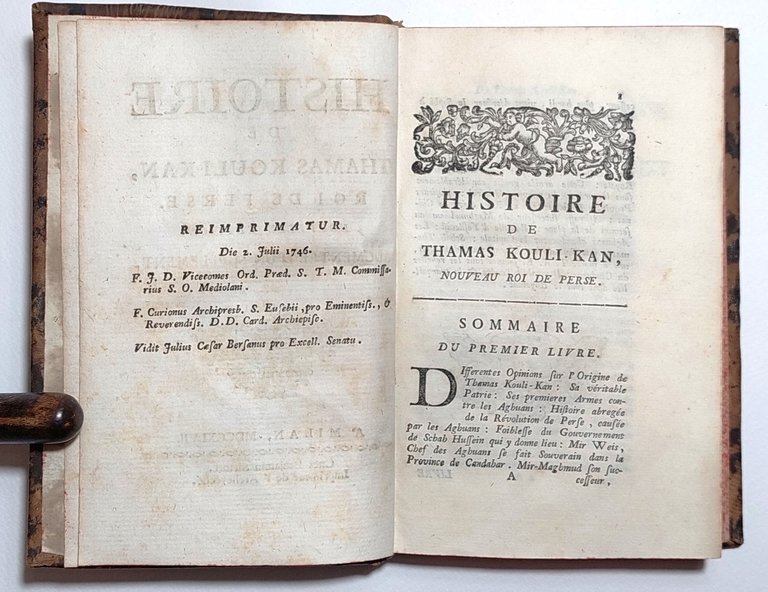 REIMPRIMATUR.
Die 2. Julii 1746.
F. J. D. Vicecomes Ord. Præd. S. T. M. Commissa-
rius S. O. Mediolani.
F. Curionus Archipresb. S. Eusebii, pro Eminentiss., &
Reverendiss. D. D. Card. Archiepisc.
Vidit Julius Cæsar Bersanus pro Excell. Senatu.
1
HISTOIRE
DE
THAMAS KOULI-KAN,
NOUVEAU ROI DE PERSE.
SOMMAIRE
DU PREMIER LIVRE.
DIfferentes Opinions sur l'Origine de
Thamas Kouli-Kan: Sa véritable
Patrie: Ses premieres Armes con-
tre les Aghuans: Histoire abregée
de la Révolution de Perse, causée
par les Aghuans: Foiblesse du Gouvernement
de Schah Hussein qui y donne lieu: Mir Weis,
Chef des Aghuans se fait Souverain dans la
Province de Candahar. Mir-Maghmud son suc-
A cesseur,